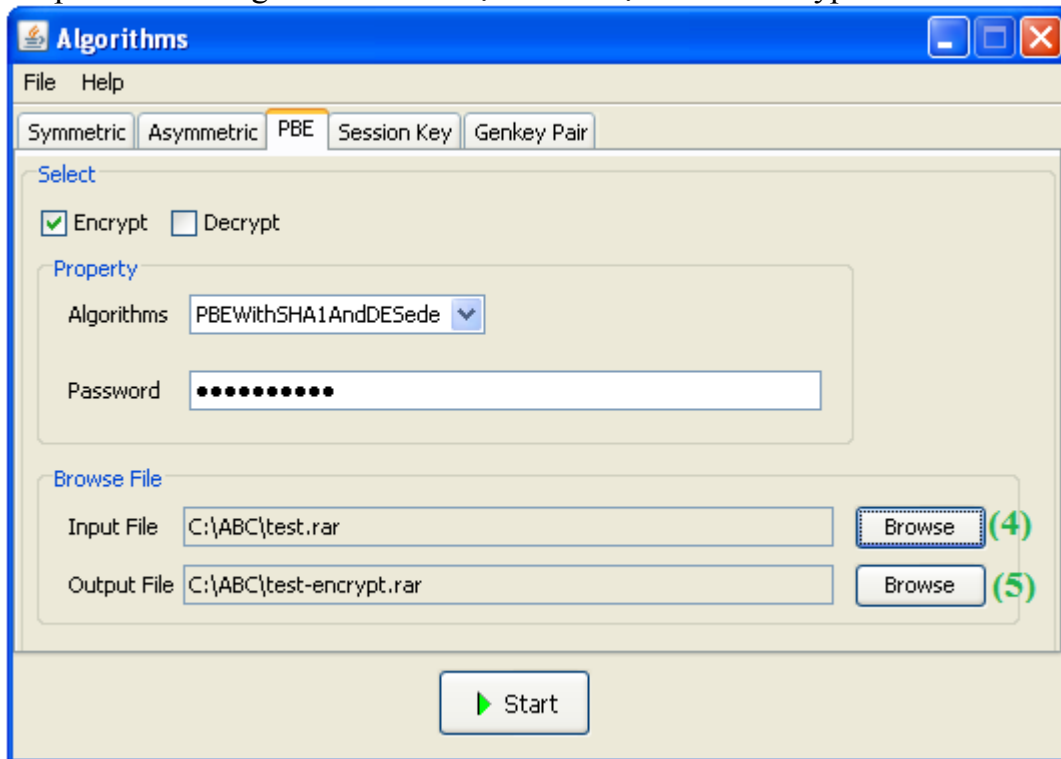 Algorithms
File Help
Symmetric Asymmetric PBE Session Key Genkey Pair
Select
Encrypt Decrypt
Property
Algorithms PBEWithSHA1AndDESede
Password ••••••••••
Browse File
Input File C:\ABC\test.rar Browse (4)
Output File C:\ABC\test-encrypt.rar Browse (5)
Start